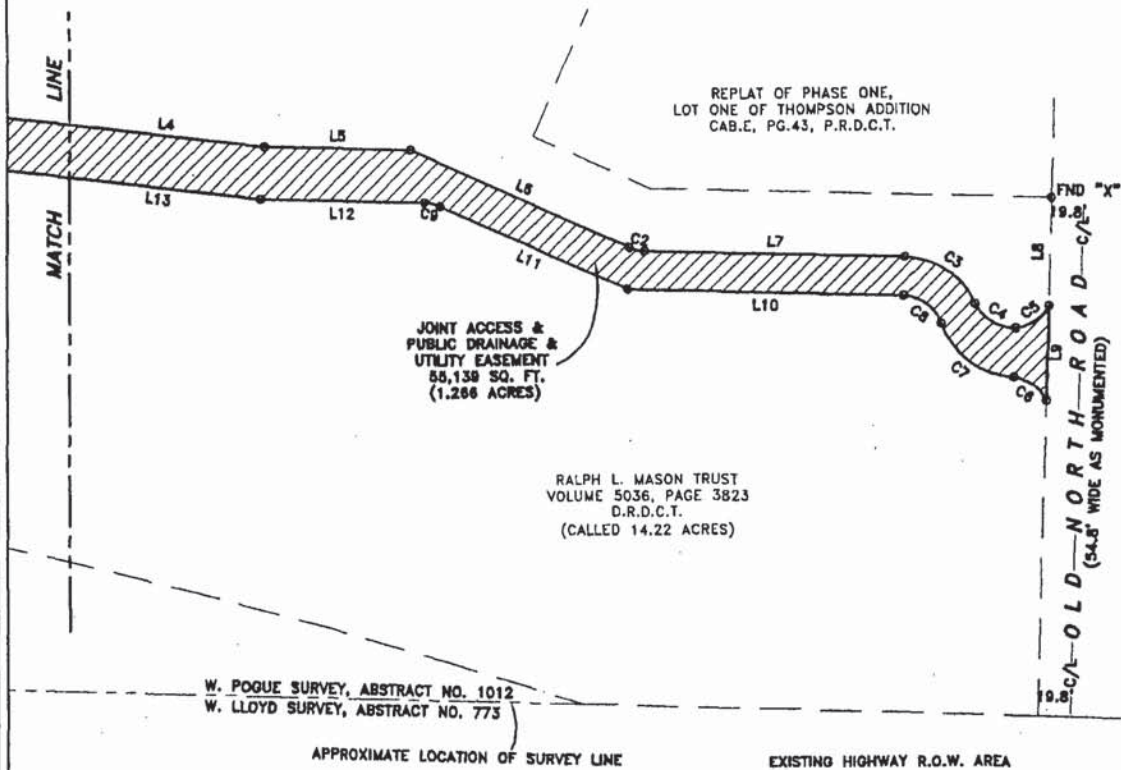 MATCH LINE
REPLAT OF PHASE ONE,
LOT ONE OF THOMPSON ADDITION
CAB.E, PG.43, P.R.D.C.T.
L4
L5
L6
L13
L12
C9
L11
C2
L7
L10
C3
C8
C4
C5
C7
C6
FND "X"
19.8'
C/L
L8
L9
JOINT ACCESS &
PUBLIC DRAINAGE &
UTILITY EASEMENT
55,139 SQ. FT.
(1.266 ACRES)
C/L OLD NORTH ROAD C/L
(54.8' WIDE AS MONUMENTED)
RALPH L. MASON TRUST
VOLUME 5036, PAGE 3823
D.R.D.C.T.
(CALLED 14.22 ACRES)
W. POGUE SURVEY, ABSTRACT NO. 1012
W. LLOYD SURVEY, ABSTRACT NO. 773
19.8'
APPROXIMATE LOCATION OF SURVEY LINE
EXISTING HIGHWAY R.O.W. AREA